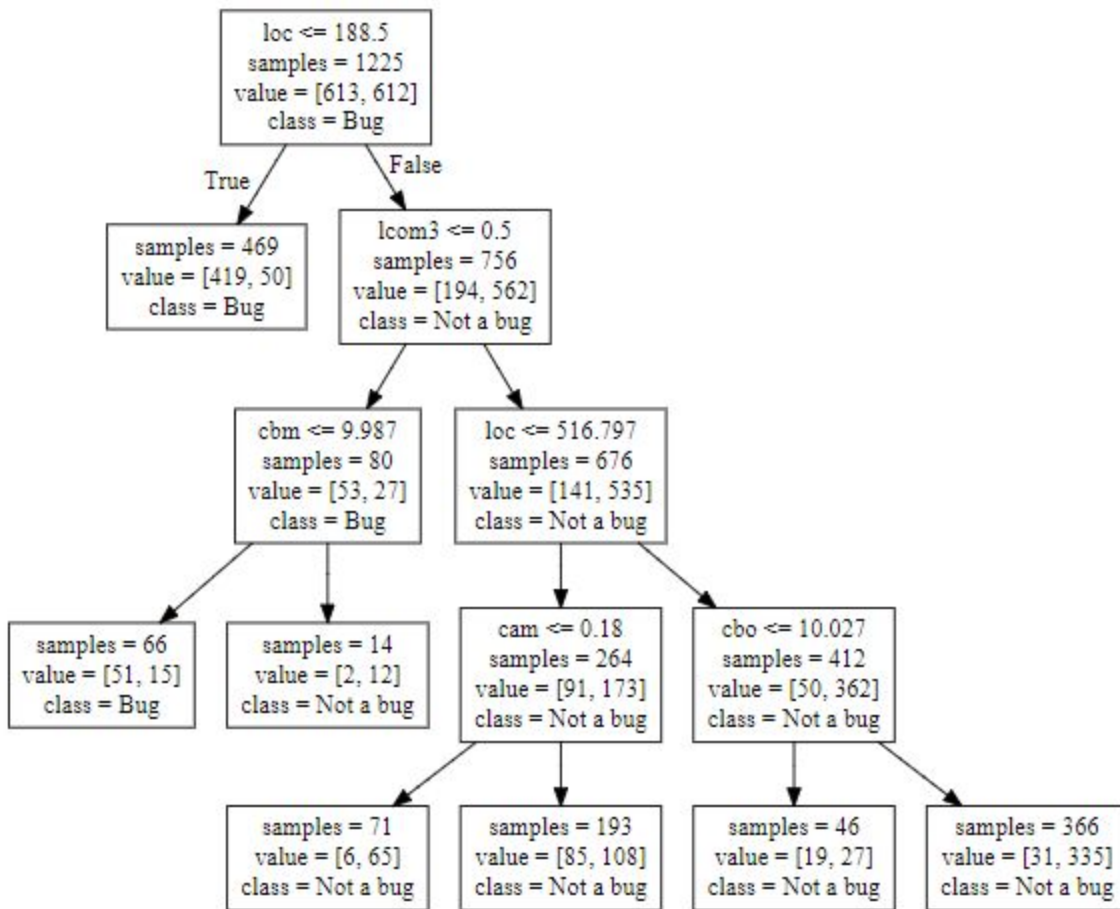 loc <= 188.5
samples = 1225
value = [613, 612]
class = Bug
True
False
samples = 469
value = [419, 50]
class = Bug
lcom3 <= 0.5
samples = 756
value = [194, 562]
class = Not a bug
cbm <= 9.987
samples = 80
value = [53, 27]
class = Bug
loc <= 516.797
samples = 676
value = [141, 535]
class = Not a bug
samples = 66
value = [51, 15]
class = Bug
samples = 14
value = [2, 12]
class = Not a bug
cam <= 0.18
samples = 264
value = [91, 173]
class = Not a bug
cbo <= 10.027
samples = 412
value = [50, 362]
class = Not a bug
samples = 71
value = [6, 65]
class = Not a bug
samples = 193
value = [85, 108]
class = Not a bug
samples = 46
value = [19, 27]
class = Not a bug
samples = 366
value = [31, 335]
class = Not a bug